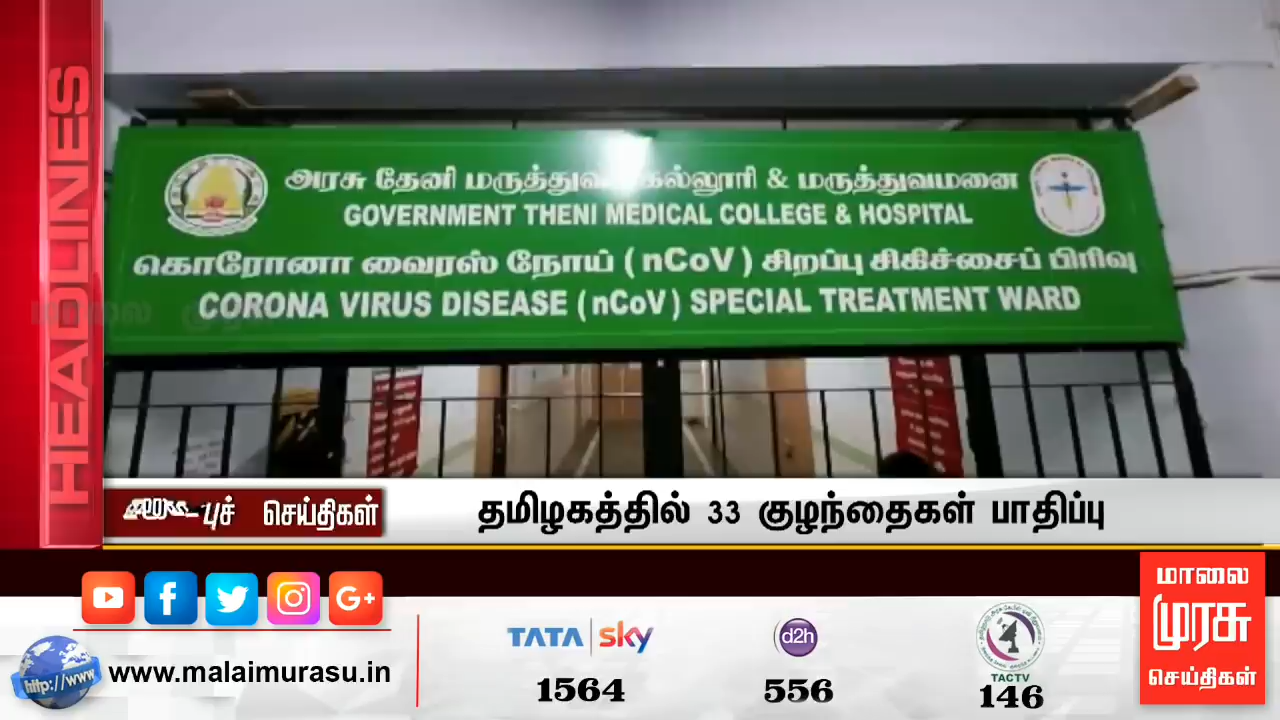 HEADLINES
அரசு தேனி மருத்துவ கல்லூரி & மருத்துவமனை
GOVERNMENT THENI MEDICAL COLLEGE & HOSPITAL
கொரோனா வைரஸ் நோய் ( nCoV ) சிறப்பு சிகிச்சைப் பிரிவு
CORONA VIRUS DISEASE ( nCoV ) SPECIAL TREATMENT WARD
புச் செய்திகள்
தமிழகத்தில் 33 குழந்தைகள் பாதிப்பு
http://www
www.malaimurasu.in
TATA sky
1564
d2h
556
TACTV
146
மாலை
முரசு
செய்திகள்